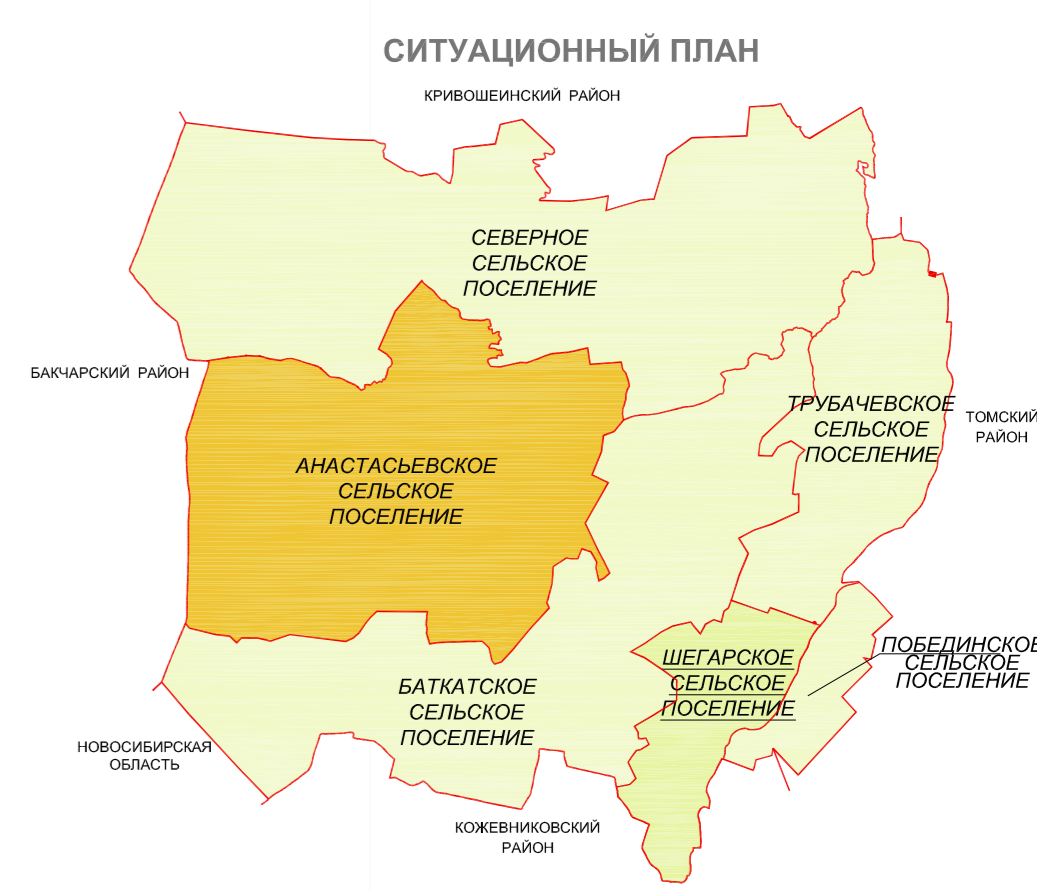 СИТУАЦИОННЫЙ ПЛАН
КРИВОШЕИНСКИЙ РАЙОН
СЕВЕРНОЕ
СЕЛЬСКОЕ
ПОСЕЛЕНИЕ
БАКЧАРСКИЙ РАЙОН
ТРУБАЧЕВСКОЕ
СЕЛЬСКОЕ
ПОСЕЛЕНИЕ
ТОМСКИЙ
РАЙОН
АНАСТАСЬЕВСКОЕ
СЕЛЬСКОЕ
ПОСЕЛЕНИЕ
ПОБЕДИНСКОЕ
СЕЛЬСКОЕ
ПОСЕЛЕНИЕ
ШЕГАРСКОЕ
СЕЛЬСКОЕ
ПОСЕЛЕНИЕ
БАТКАТСКОЕ
СЕЛЬСКОЕ
ПОСЕЛЕНИЕ
НОВОСИБИРСКАЯ
ОБЛАСТЬ
КОЖЕВНИКОВСКИЙ
РАЙОН